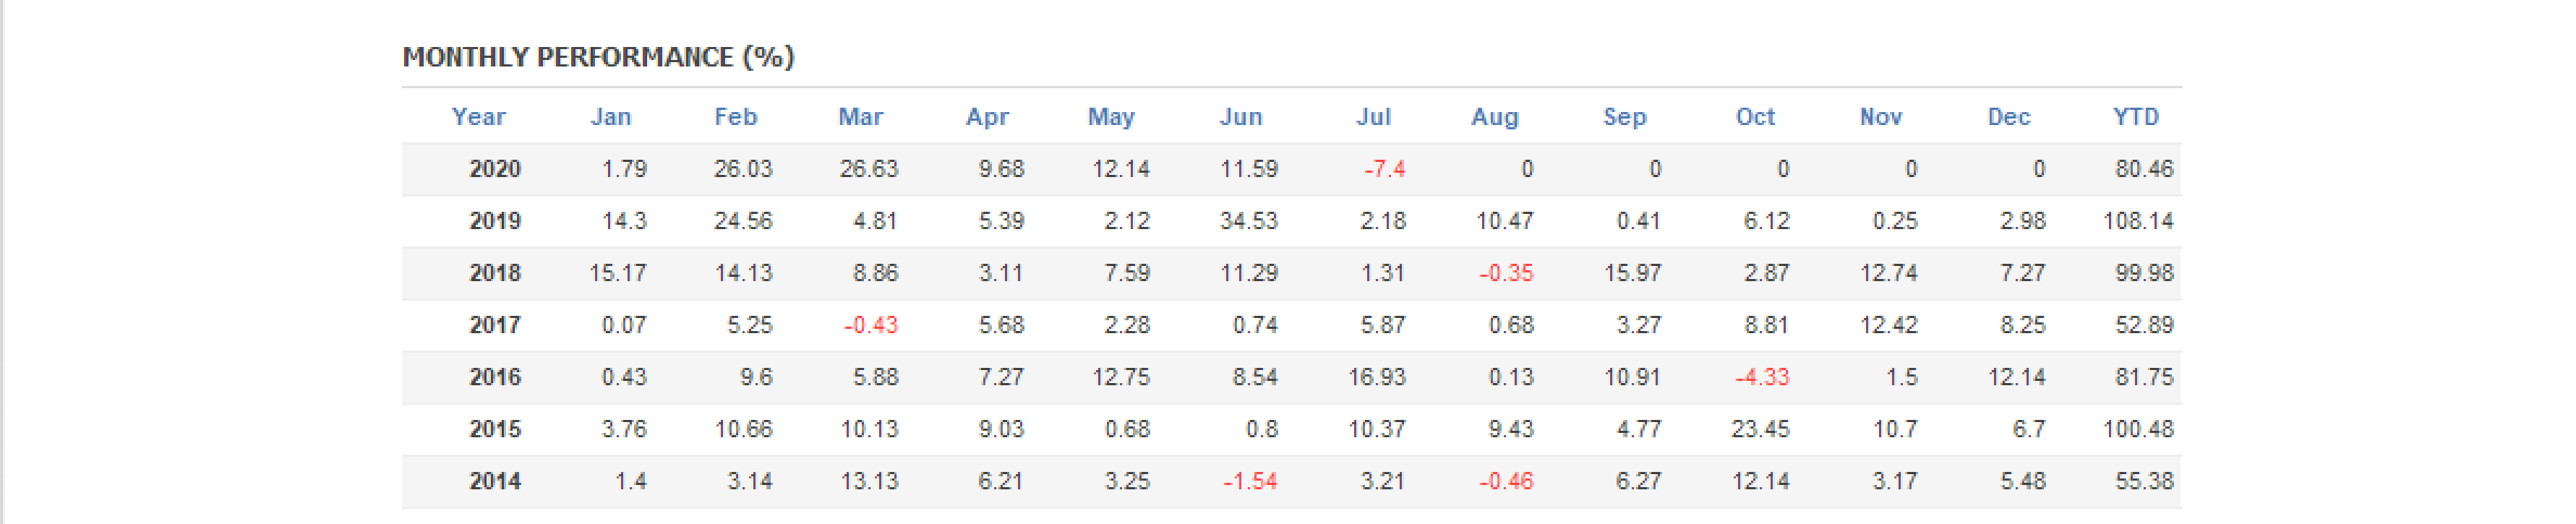 MONTHLY PERFORMANCE (%)
Year Jan Feb Mar Apr May Jun Jul Aug Sep Oct Nov Dec YTD
2020 1.79 26.03 26.63 9.68 12.14 11.59 -7.4 0 0 0 0 0 80.46
2019 14.3 24.56 4.81 5.39 2.12 34.53 2.18 10.47 0.41 6.12 0.25 2.98 108.14
2018 15.17 14.13 8.86 3.11 7.59 11.29 1.31 -0.35 15.97 2.87 12.74 7.27 99.98
2017 0.07 5.25 -0.43 5.68 2.28 0.74 5.87 0.68 3.27 8.81 12.42 8.25 52.89
2016 0.43 9.6 5.88 7.27 12.75 8.54 16.93 0.13 10.91 -4.33 1.5 12.14 81.75
2015 3.76 10.66 10.13 9.03 0.68 0.8 10.37 9.43 4.77 23.45 10.7 6.7 100.48
2014 1.4 3.14 13.13 6.21 3.25 -1.54 3.21 -0.46 6.27 12.14 3.17 5.48 55.38